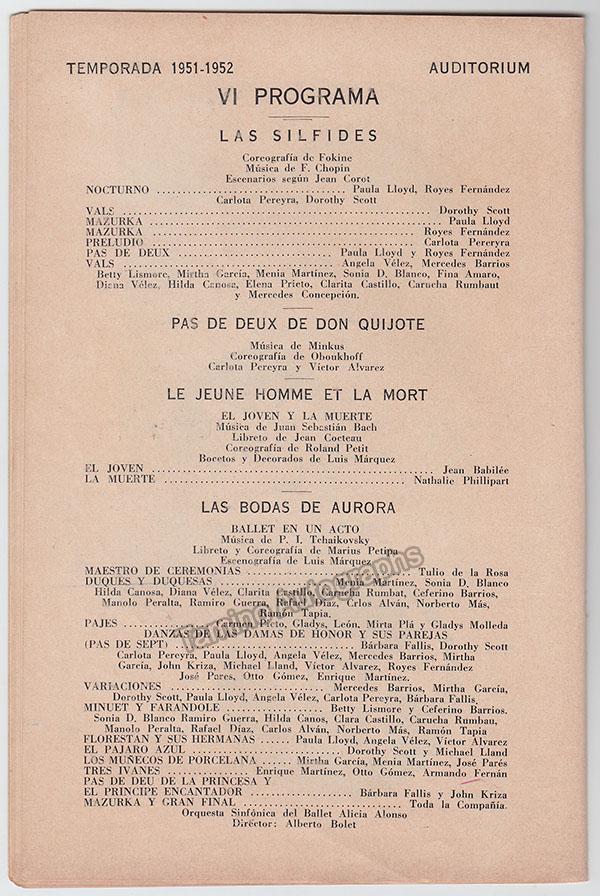 TEMPORADA 1951-1952 AUDITORIUM
VI PROGRAMA
LAS SILFIDES
Coreografía de Fokine
Música de F. Chopin
Escenarios según Jean Corot
NOCTURNO ........ Paula Lloyd, Royes Fernández
Carlota Pereyra, Dorothy Scott
VALS ........ Dorothy Scott
MAZURKA ........ Paula Lloyd
MAZURKA ........ Royes Fernández
PRELUDIO ........ Carlota Pereryra
PAS DE DEUX ........ Paula Lloyd y Royes Fernández
VALS ........ Angela Vélez, Mercedes Barrios
Betty Lismore, Mirtha García, Menia Martínez, Sonia D. Blanco, Fina Amaro,
Diana Vélez, Hilda Canosa, Elena Prieto, Clarita Castillo, Carucha Rumbaut
y Mercedes Concepción.
PAS DE DEUX DE DON QUIJOTE
Música de Minkus
Coreografía de Oboukhoff
Carlota Pereyra y Víctor Alvarez
LE JEUNE HOMME ET LA MORT
EL JOVEN Y LA MUERTE
Música de Juan Sebastián Bach
Libreto de Jean Cocteau
Coreografía de Roland Petit
Bocetos y Decorados de Luis Márquez
EL JOVEN ........ Jean Babilée
LA MUERTE ........ Nathalie Phillipart
LAS BODAS DE AURORA
BALLET EN UN ACTO
Música de P. I. Tchaikovsky
Libreto y Coreografía de Marius Petipa
Escenografía de Luis Márquez
MAESTRO DE CEREMONIAS ........ Tulio de la Rosa
DUQUES Y DUQUESAS ........ Menia Martínez, Sonia D. Blanco
Hilda Canosa, Diana Vélez, Clarita Castillo, Carucha Rumbat, Ceferino Barrios,
Manolo Peralta, Ramiro Guerra, Rafael Díaz, Crlos Alván, Norberto Más,
Ramón Tapia.
PAJES ........ Carmen Prieto, Gladys, León, Mirta Plá y Gladys Molleda
DANZAS DE LAS DAMAS DE HONOR Y SUS PAREJAS
(PAS DE SEPT) ........ Bárbara Fallis, Dorothy Scott
Carlota Pereyra, Paula Lloyd, Angela Vélez, Mercedes Barrios, Mirtha
García, John Kriza, Michael Lland, Víctor Alvarez, Royes Fernández
José Pares, Otto Gómez, Enrique Martínez.
VARIACIONES ........ Mercedes Barrios, Mirtha García,
Dorothy Scott, Paula Lloyd, Angela Vélez, Carlota Pereyra, Bárbara Fallis.
MINUET Y FARANDOLE ........ Betty Lismore y Ceferino Barrios.
Sonia D. Blanco Ramiro Guerra, Hilda Canos, Clara Castillo, Carucha Rumbau,
Manolo Peralta, Rafael Díaz, Carlos Alván, Norberto Más, Ramón Tapia
FLORESTAN Y SUS HERMANAS ...... Paula Lloyd, Angela Vélez, Víctor Alvarez
EL PAJARO AZUL ........ Dorothy Scott y Michael Lland
LOS MUÑECOS DE PORCELANA ...... Mirtha García, Menia Martínez, José Parés
TRES IVANES ........ Enrique Martínez, Otto Gómez, Armando Fernán
PAS DE DEU DE LA PRINCESA Y
EL PRINCIPE ENCANTADOR ........ Bárbara Fallis y John Kriza
MAZURKA Y GRAN FINAL ........ Toda la Compañía.
Orquesta Sinfónica del Ballet Alicia Alonso
Director: Alberto Bolet
Tamino Autographs